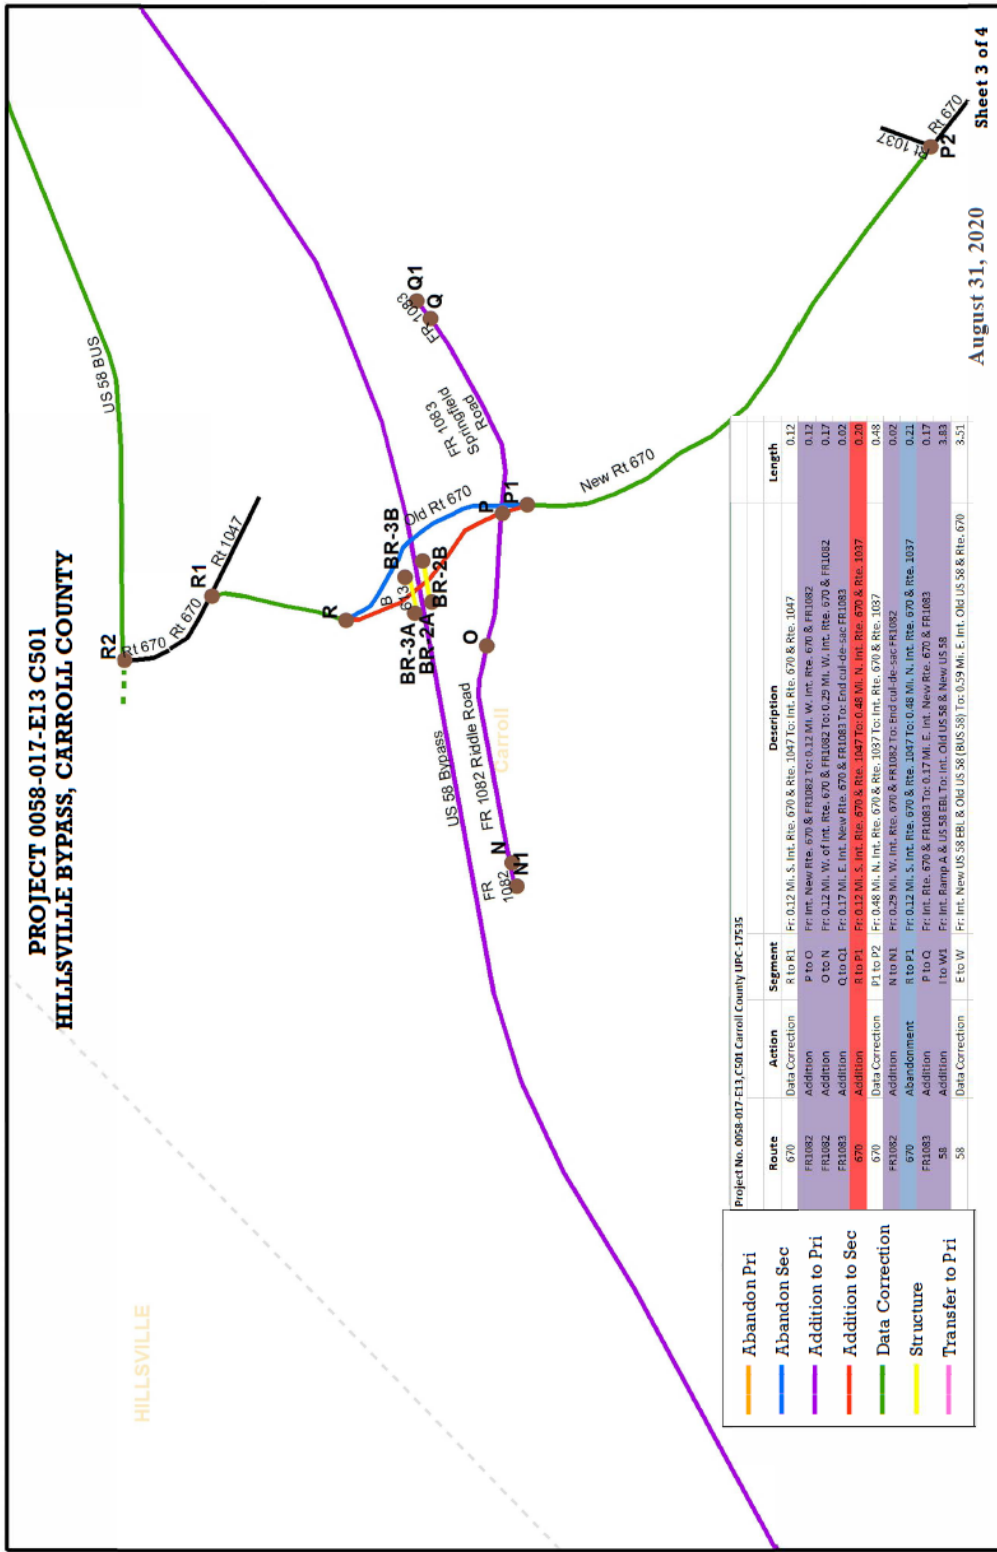 PROJECT 0058-017-E13 C501
HILLSVILLE BYPASS, CARROLL COUNTY
HILLSVILLE
US 58 BUS
R2
Rt 670
Rt 670
R1
Rt 1047
R
B
613
BR-3A
BR-3B
BR-2A
BR-2B
Old Rt 670
US 58 Bypass
FR 1082 Riddle Road
Carroll
FR
1082
N
N1
O
P
P1
FR 1083
Springfield
Road
FR 1083
Q
Q1
New Rt 670
Rt 1037
Rt 670
P2
Abandon Pri
Abandon Sec
Addition to Pri
Addition to Sec
Data Correction
Structure
Transfer to Pri
Project No. 0058-017-E13,C501 Carroll County UPC-17535
Route Action Segment Description Length
670 Data Correction R to R1 Fr: 0.12 Mi. S. Int. Rte. 670 & Rte. 1047 To: Int. Rte. 670 & Rte. 1047 0.12
FR1082 Addition P to O Fr: Int. New Rte. 670 & FR1082 To: 0.12 Mi. W. Int. Rte. 670 & FR1082 0.12
FR1082 Addition O to N Fr: 0.12 Mi. W. of Int. Rte. 670 & FR1082 To: 0.29 Mi. W. Int. Rte. 670 & FR1082 0.17
FR1083 Addition Q to Q1 Fr: 0.17 Mi. E. Int. New Rte. 670 & FR1083 To: End cul-de-sac FR1083 0.02
670 Addition R to P1 Fr: 0.12 Mi. S. Int. Rte. 670 & Rte. 1047 To: 0.48 Mi. N. Int. Rte. 670 & Rte. 1037 0.20
670 Data Correction P1 to P2 Fr: 0.48 Mi. N. Int. Rte. 670 & Rte. 1037 To: Int. Rte. 670 & Rte. 1037 0.48
FR1082 Addition N to N1 Fr: 0.29 Mi. W. Int. Rte. 670 & FR1082 To: End cul-de-sac FR1082 0.02
670 Abandonment R to P1 Fr: 0.12 Mi. S. Int. Rte. 670 & Rte. 1047 To: 0.48 Mi. N. Int. Rte. 670 & Rte. 1037 0.21
FR1083 Addition P to Q Fr: Int. Rte. 670 & FR1083 To: 0.17 Mi. E. Int. New Rte. 670 & FR1083 0.17
58 Addition I to W1 Fr: Int. Ramp A & US 58 EBL To: Int. Old US 58 & New US 58 3.83
58 Data Correction E to W Fr: Int. New US 58 EBL & Old US 58 (BUS 58) To: 0.59 Mi. E. Int. Old US 58 & Rte. 670 3.51
August 31, 2020
Sheet 3 of 4